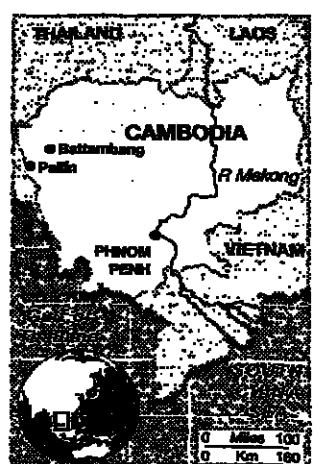 THAILAND
LAOS
CAMBODIA
Battambang
Pailin
R Mekong
PHNOM
PENH
VIETNAM
0 Miles 100
0 Km 160